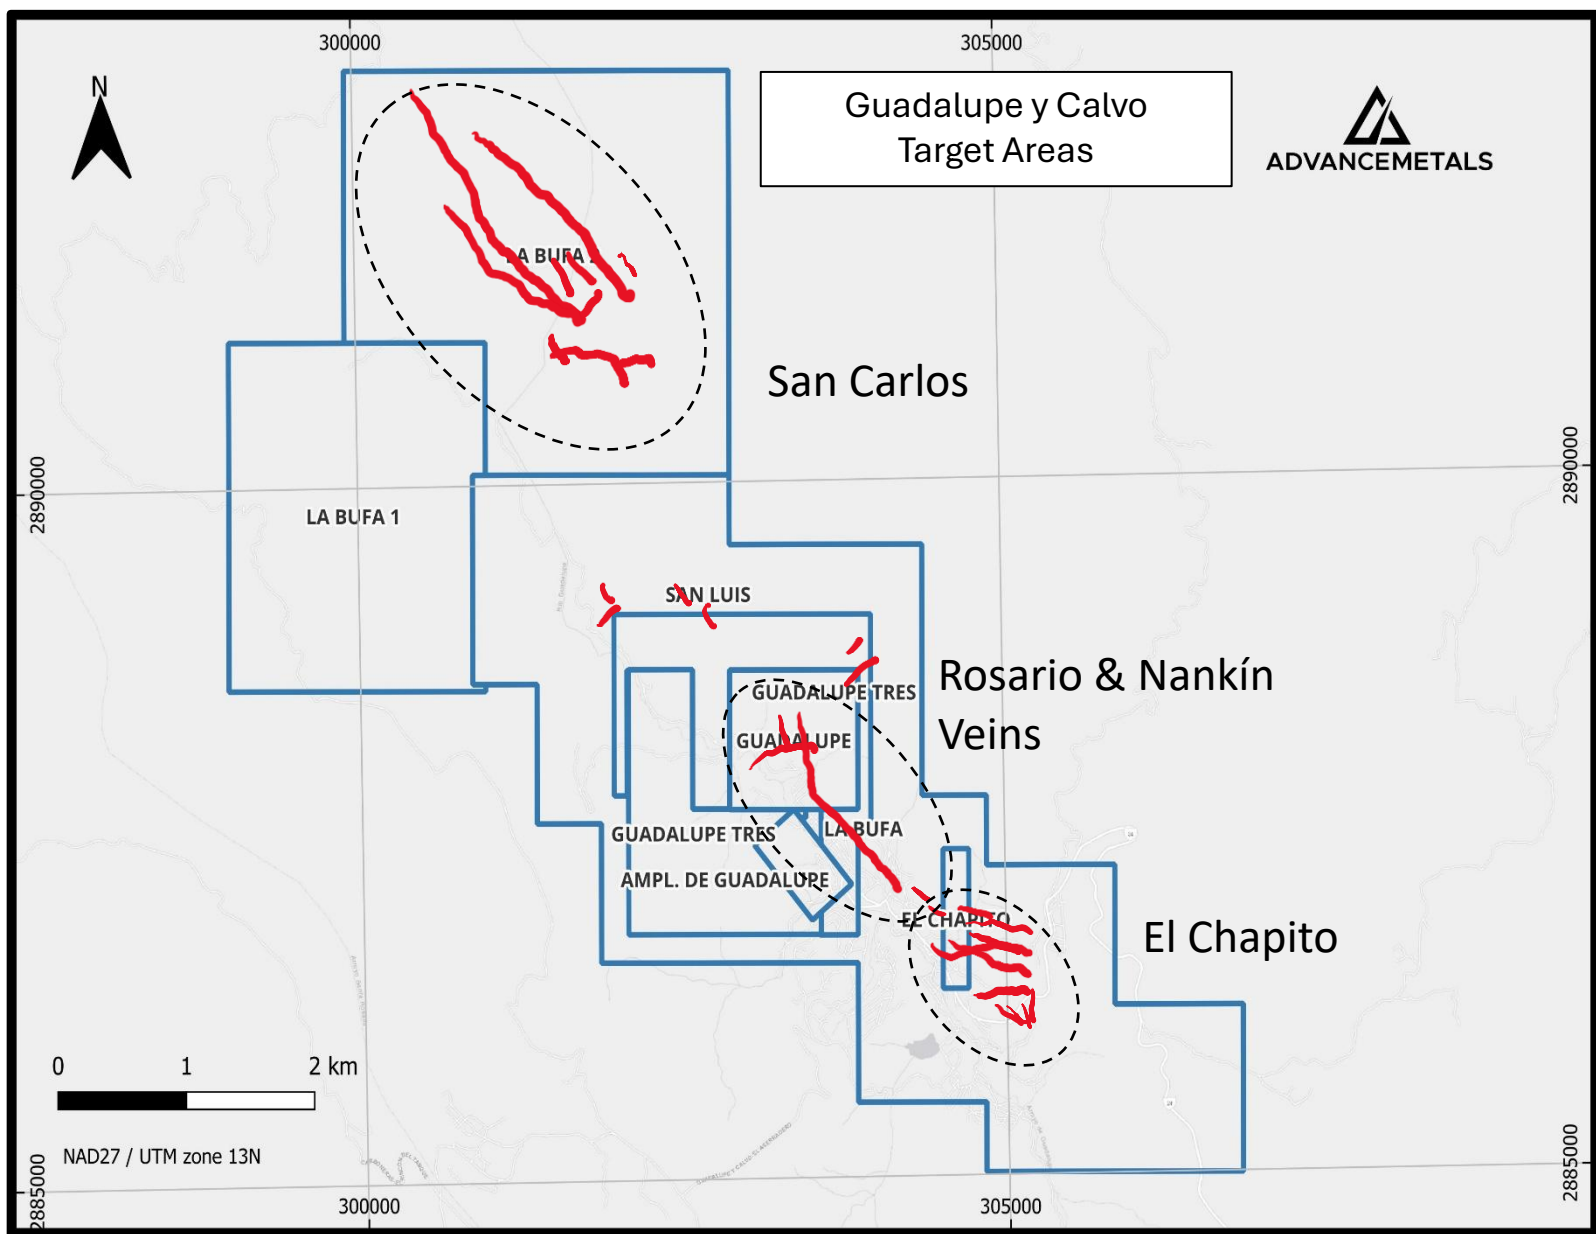 300000
305000
N
Guadalupe y Calvo
Target Areas
ADVANCEMETALS
LA BUFA 2
San Carlos
2890000
2890000
LA BUFA 1
SAN LUIS
Rosario & Nankín
Veins
GUADALUPE TRES
GUADALUPE
GUADALUPE TRES
LA BUFA
AMPL. DE GUADALUPE
EL CHAPITO
El Chapito
0 1 2 km
NAD27 / UTM zone 13N
2885000
2885000
300000
305000